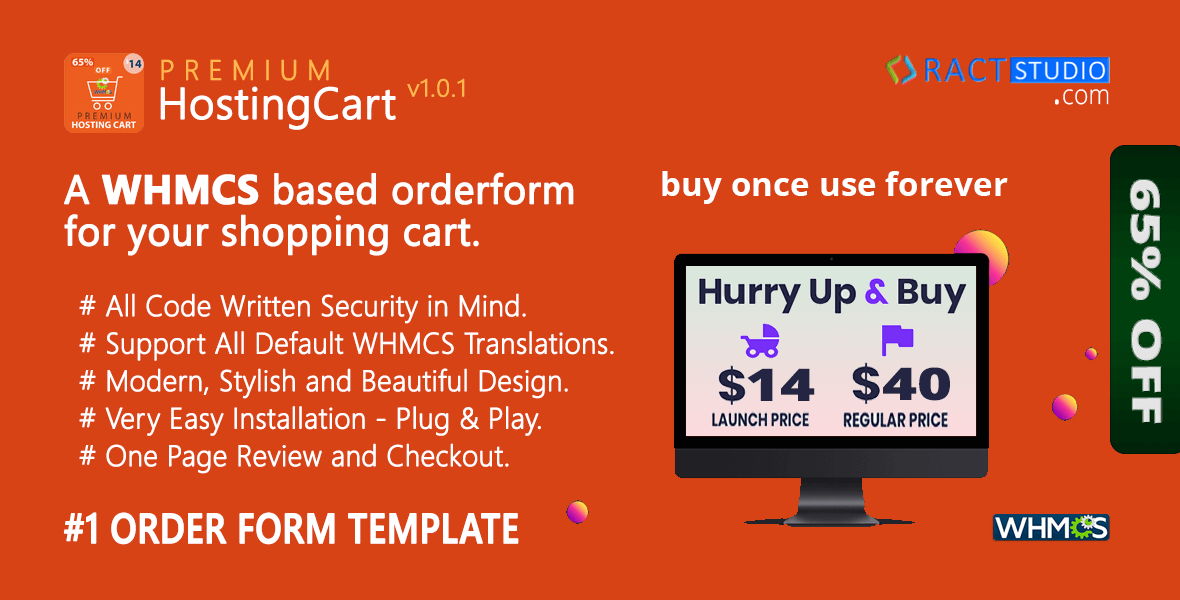 65%
OFF
14
PREMIUM
HOSTING CART
PREMIUM
HostingCart v1.0.1
RACT STUDIO
.com
A WHMCS based orderform
for your shopping cart.
# All Code Written Security in Mind.
# Support All Default WHMCS Translations.
# Modern, Stylish and Beautiful Design.
# Very Easy Installation - Plug & Play.
# One Page Review and Checkout.
#1 ORDER FORM TEMPLATE
buy once use forever
Hurry Up & Buy
$14
LAUNCH PRICE
$40
REGULAR PRICE
65% OFF
WHMCS